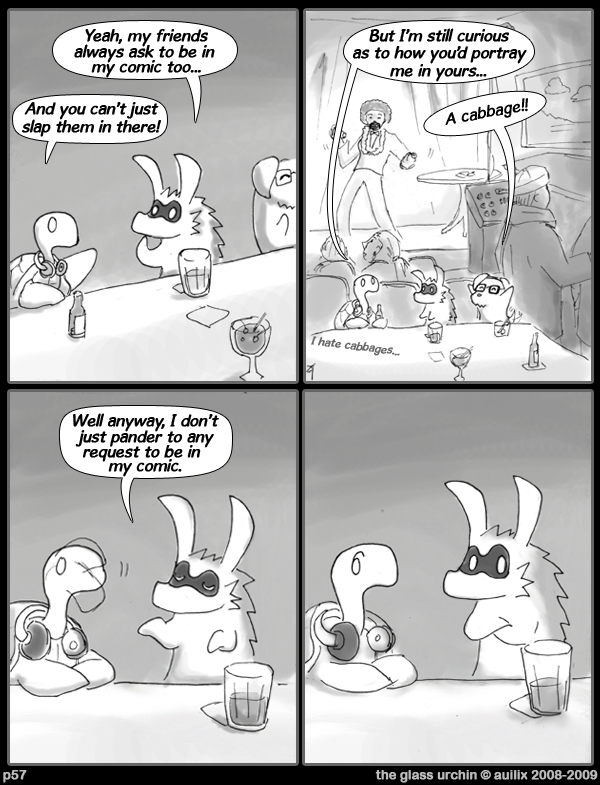 Yeah, my friends
always ask to be in
my comic too...
And you can't just
slap them in there!
But I'm still curious
as to how you'd portray
me in yours...
A cabbage!!
I hate cabbages...
Well anyway, I don't
just pander to any
request to be in
my comic.
p57
the glass urchin © auilix 2008-2009